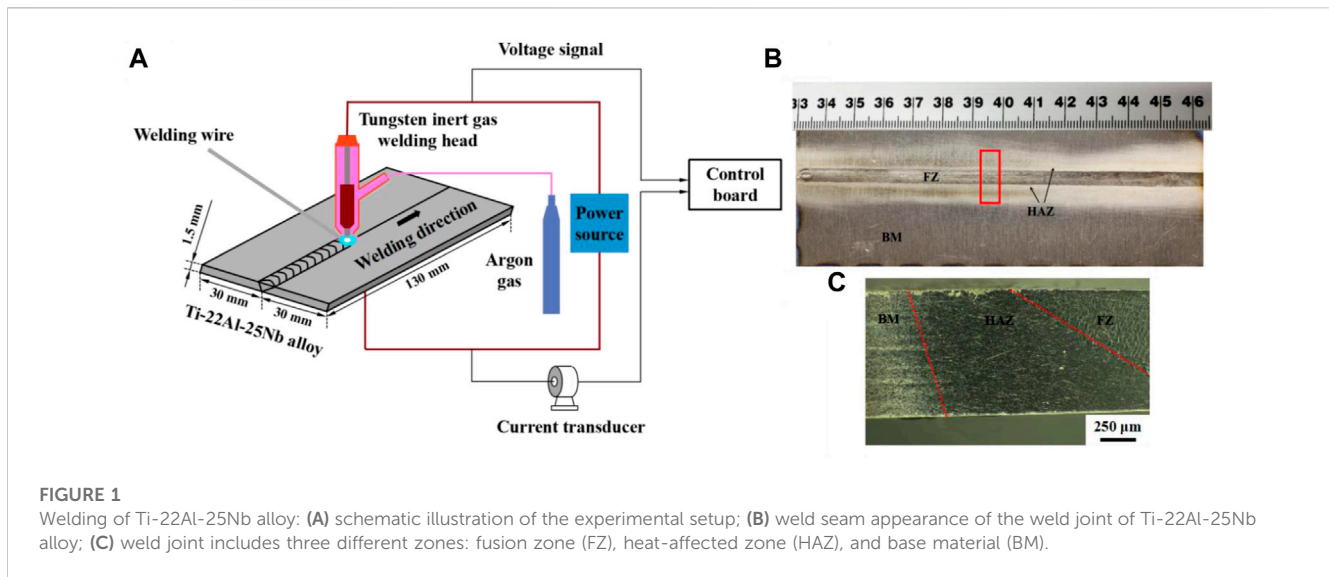 A
Voltage signal
Tungsten inert gas
welding head
Welding wire
Control
board
Power
source
Welding direction
Argon
gas
1.5 mm
30 mm
30 mm
130 mm
Ti-22Al-25Nb alloy
Current transducer
B
33 34 35 36 37 38 39 40 41 42 43 44 45 46
FZ
HAZ
BM
C
BM
HAZ
FZ
250 µm
FIGURE 1
Welding of Ti-22Al-25Nb alloy: (A) schematic illustration of the experimental setup; (B) weld seam appearance of the weld joint of Ti-22Al-25Nb
alloy; (C) weld joint includes three different zones: fusion zone (FZ), heat-affected zone (HAZ), and base material (BM).